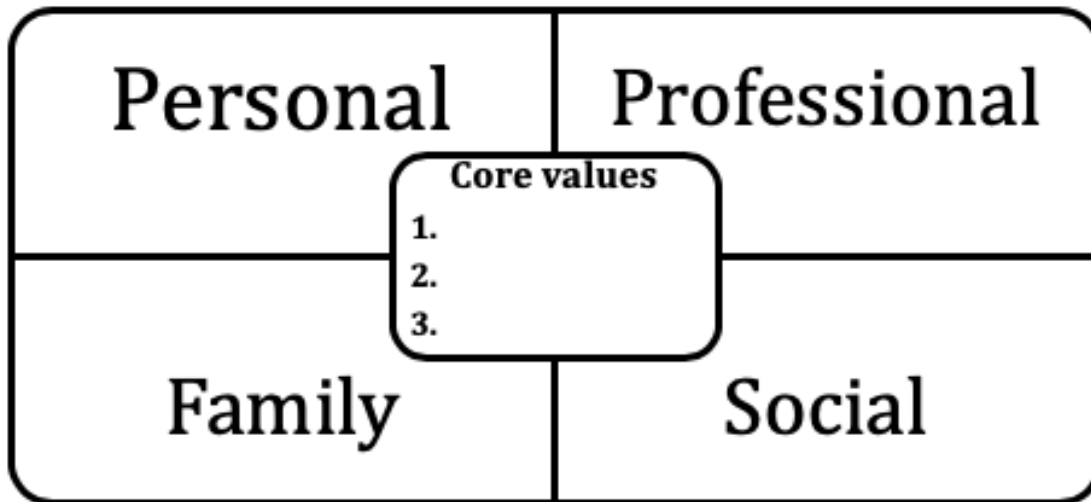 Personal
Professional
Core values
1.
2.
3.
Family
Social